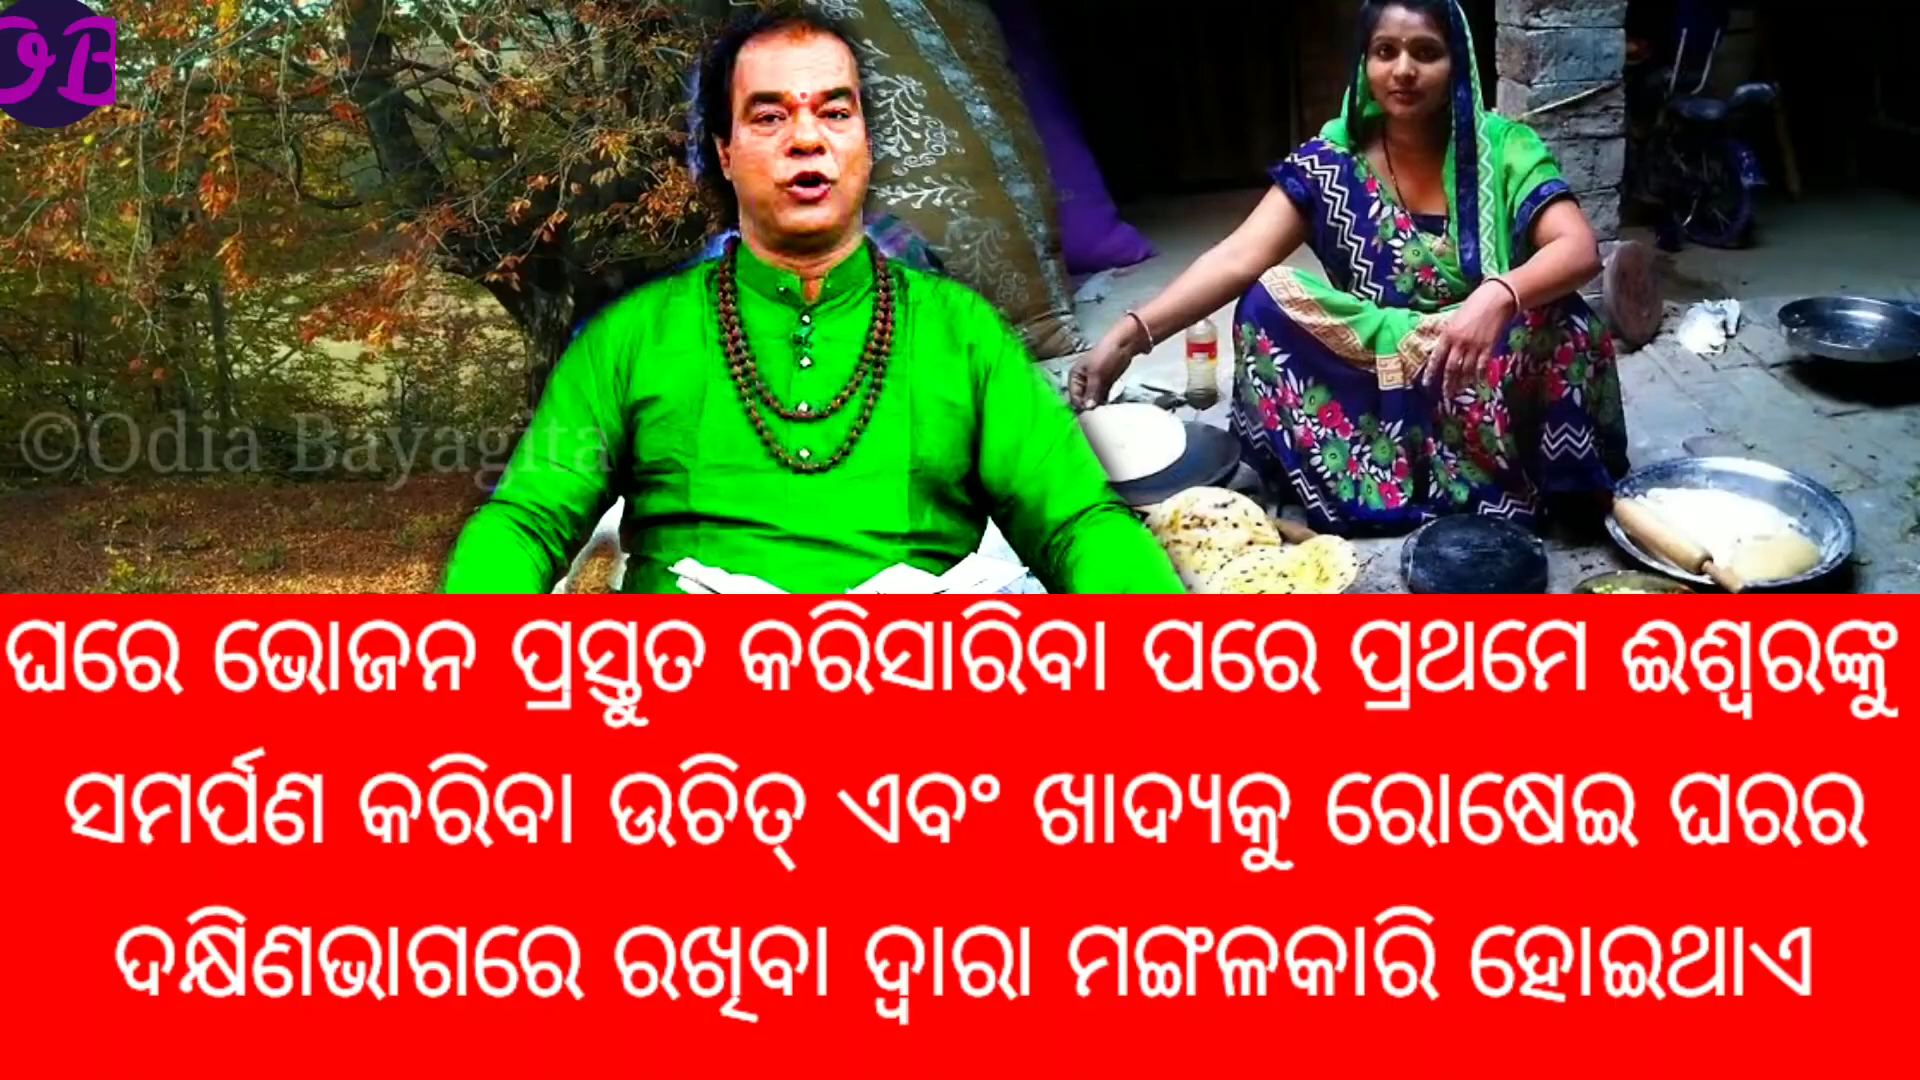 OB
©Odia Bayagita
ଘରେ ଭୋଜନ ପ୍ରସ୍ତୁତ କରିସାରିବା ପରେ ପ୍ରଥମେ ଈଶ୍ୱରଙ୍କୁ
ସମର୍ପଣ କରିବା ଉଚିତ୍ ଏବଂ ଖାଦ୍ୟକୁ ରୋଷେଇ ଘରର
ଦକ୍ଷିଣଭାଗରେ ରଖିବା ଦ୍ୱାରା ମଙ୍ଗଳକାରି ହୋଇଥାଏ